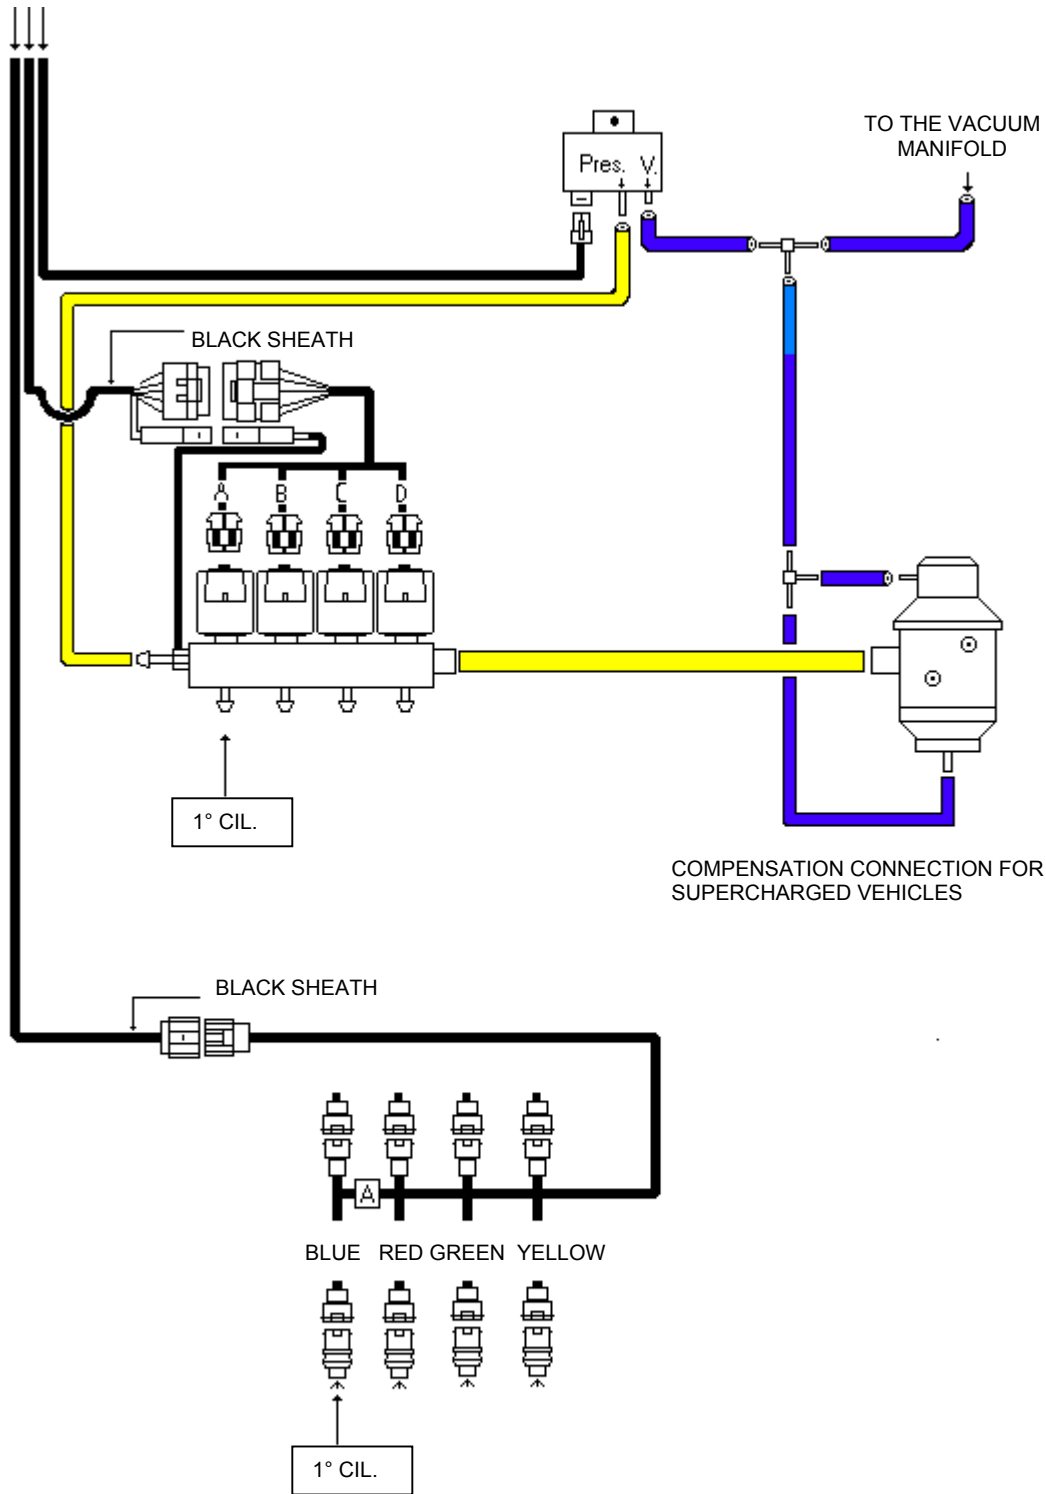 TO THE VACUUM
MANIFOLD
Pres. V.
BLACK SHEATH
A B C D
1° CIL.
COMPENSATION CONNECTION FOR
SUPERCHARGED VEHICLES
BLACK SHEATH
A
BLUE RED GREEN YELLOW
1° CIL.